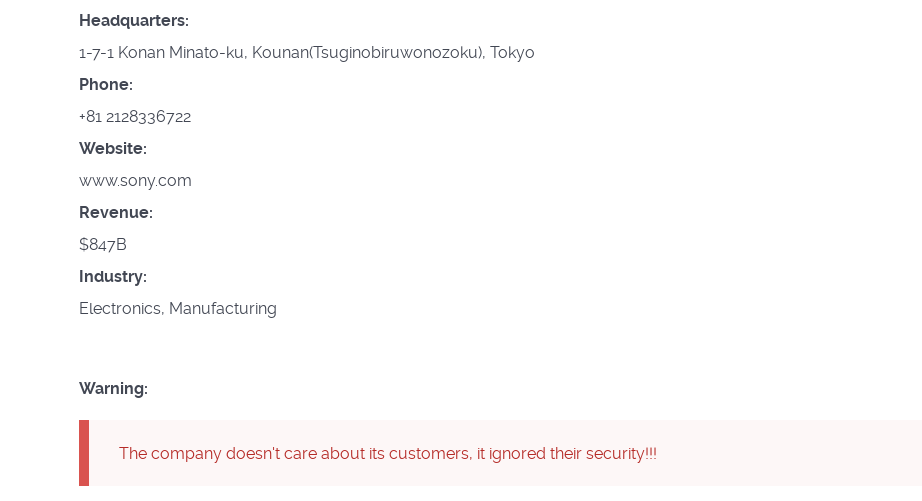 Headquarters:
1-7-1 Konan Minato-ku, Kounan(Tsuginobiruwonozoku), Tokyo
Phone:
+81 2128336722
Website:
www.sony.com
Revenue:
$847B
Industry:
Electronics, Manufacturing
Warning:
The company doesn't care about its customers, it ignored their security!!!